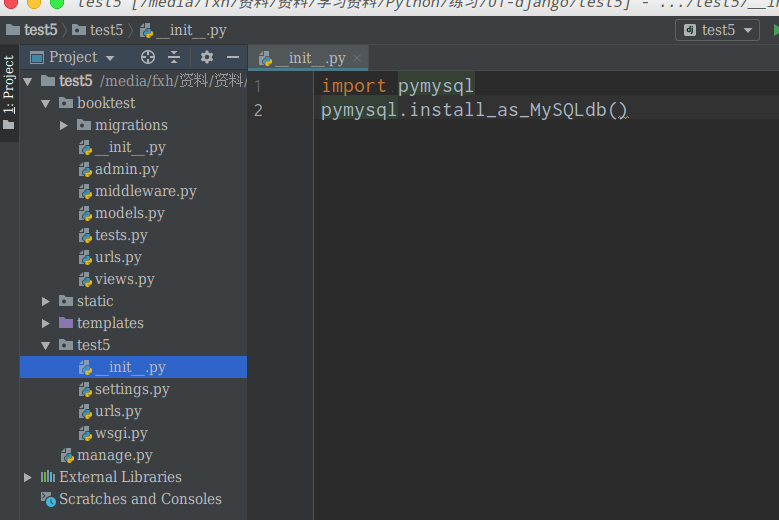 test5 [/media/fxh/资料/资料/学习资料/Python/练习/01-django/test5] - .../test5/__i
test5 test5 __init__.py
test5
1: Project
Project
__init__.py
test5 /media/fxh/资料/资料/
booktest
migrations
__init__.py
admin.py
middleware.py
models.py
tests.py
urls.py
views.py
static
templates
test5
__init__.py
settings.py
urls.py
wsgi.py
manage.py
External Libraries
Scratches and Consoles
1 import pymysql
2 pymysql.install_as_MySQLdb()